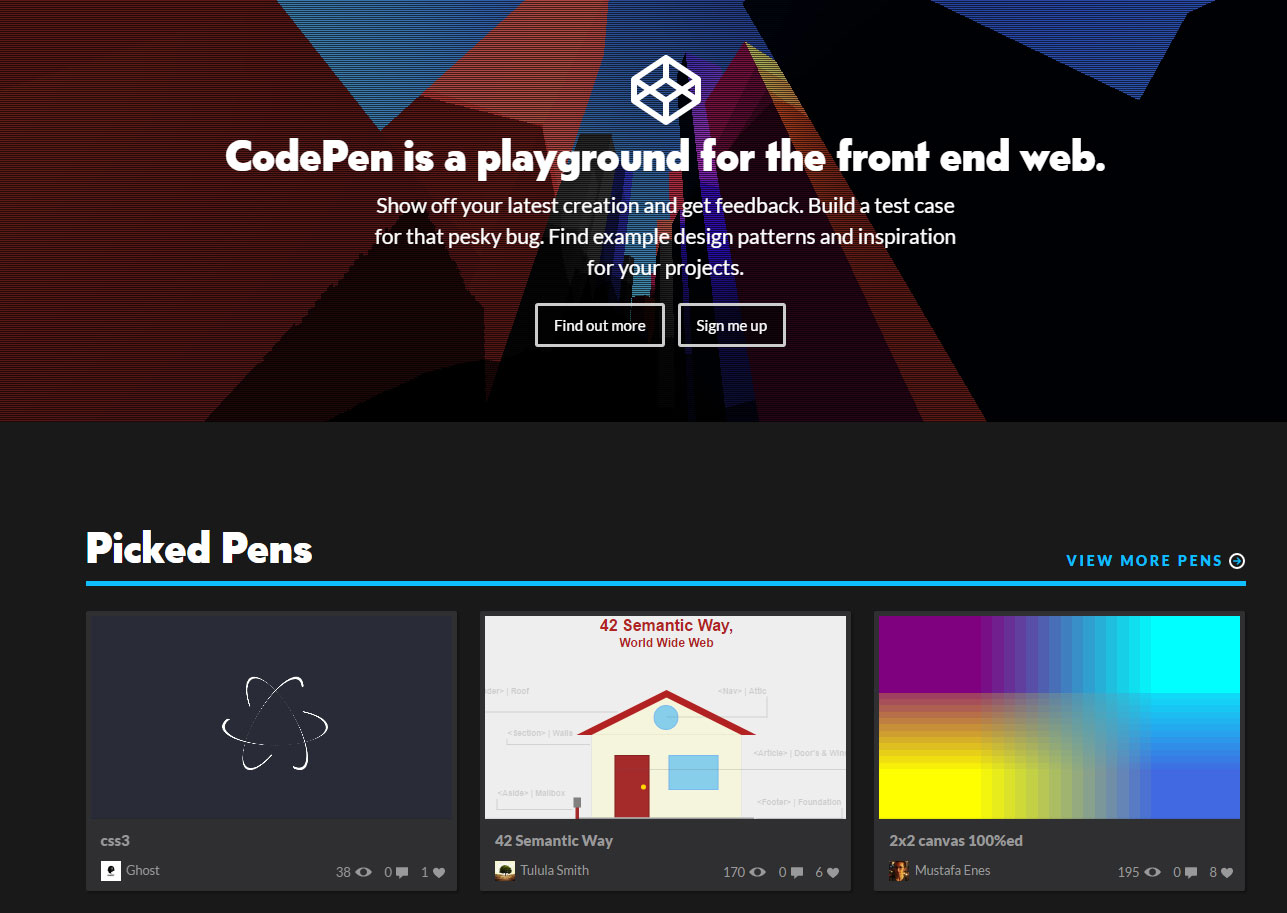 CodePen is a playground for the front end web.
Show off your latest creation and get feedback. Build a test case
for that pesky bug. Find example design patterns and inspiration
for your projects.
Find out more
Sign me up
Picked Pens
VIEW MORE PENS
42 Semantic Way,
World Wide Web
der> | Roof
<Nav> | Attic
<Section> | Walls
<Article> | Door's & Win
<Aside> | Mailbox
<Footer> | Foundation
css3
Ghost
38 0 1
42 Semantic Way
Tulula Smith
170 0 6
2x2 canvas 100%ed
Mustafa Enes
195 0 8